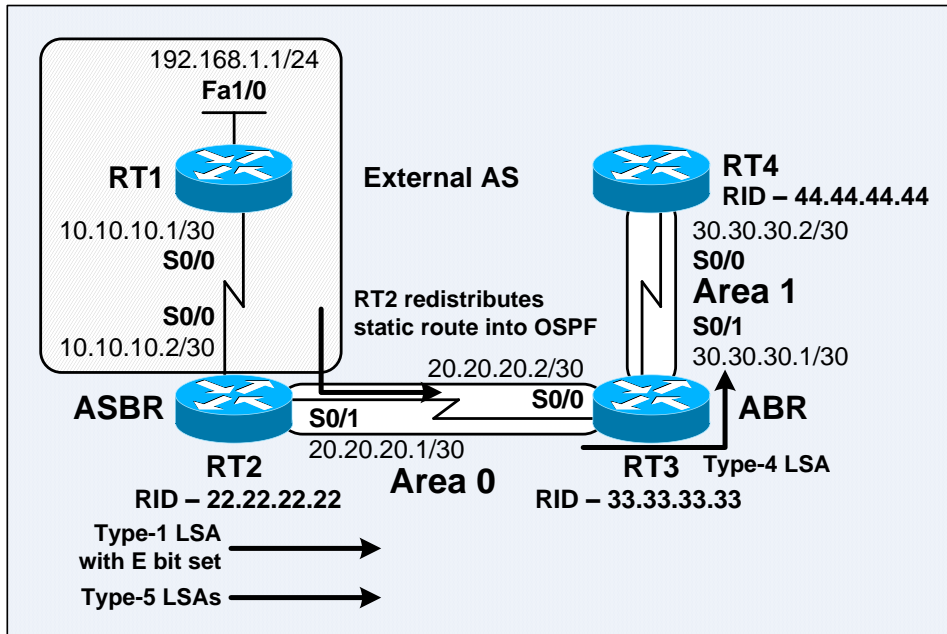 192.168.1.1/24
Fa1/0
RT1
External AS
RT4
RID – 44.44.44.44
10.10.10.1/30
S0/0
30.30.30.2/30
S0/0
Area 1
S0/1
30.30.30.1/30
S0/0
10.10.10.2/30
RT2 redistributes
static route into OSPF
20.20.20.2/30
S0/0
ASBR
ABR
S0/1
20.20.20.1/30
Area 0
RT2
RID – 22.22.22.22
RT3
RID – 33.33.33.33
Type-4 LSA
Type-1 LSA
with E bit set
Type-5 LSAs